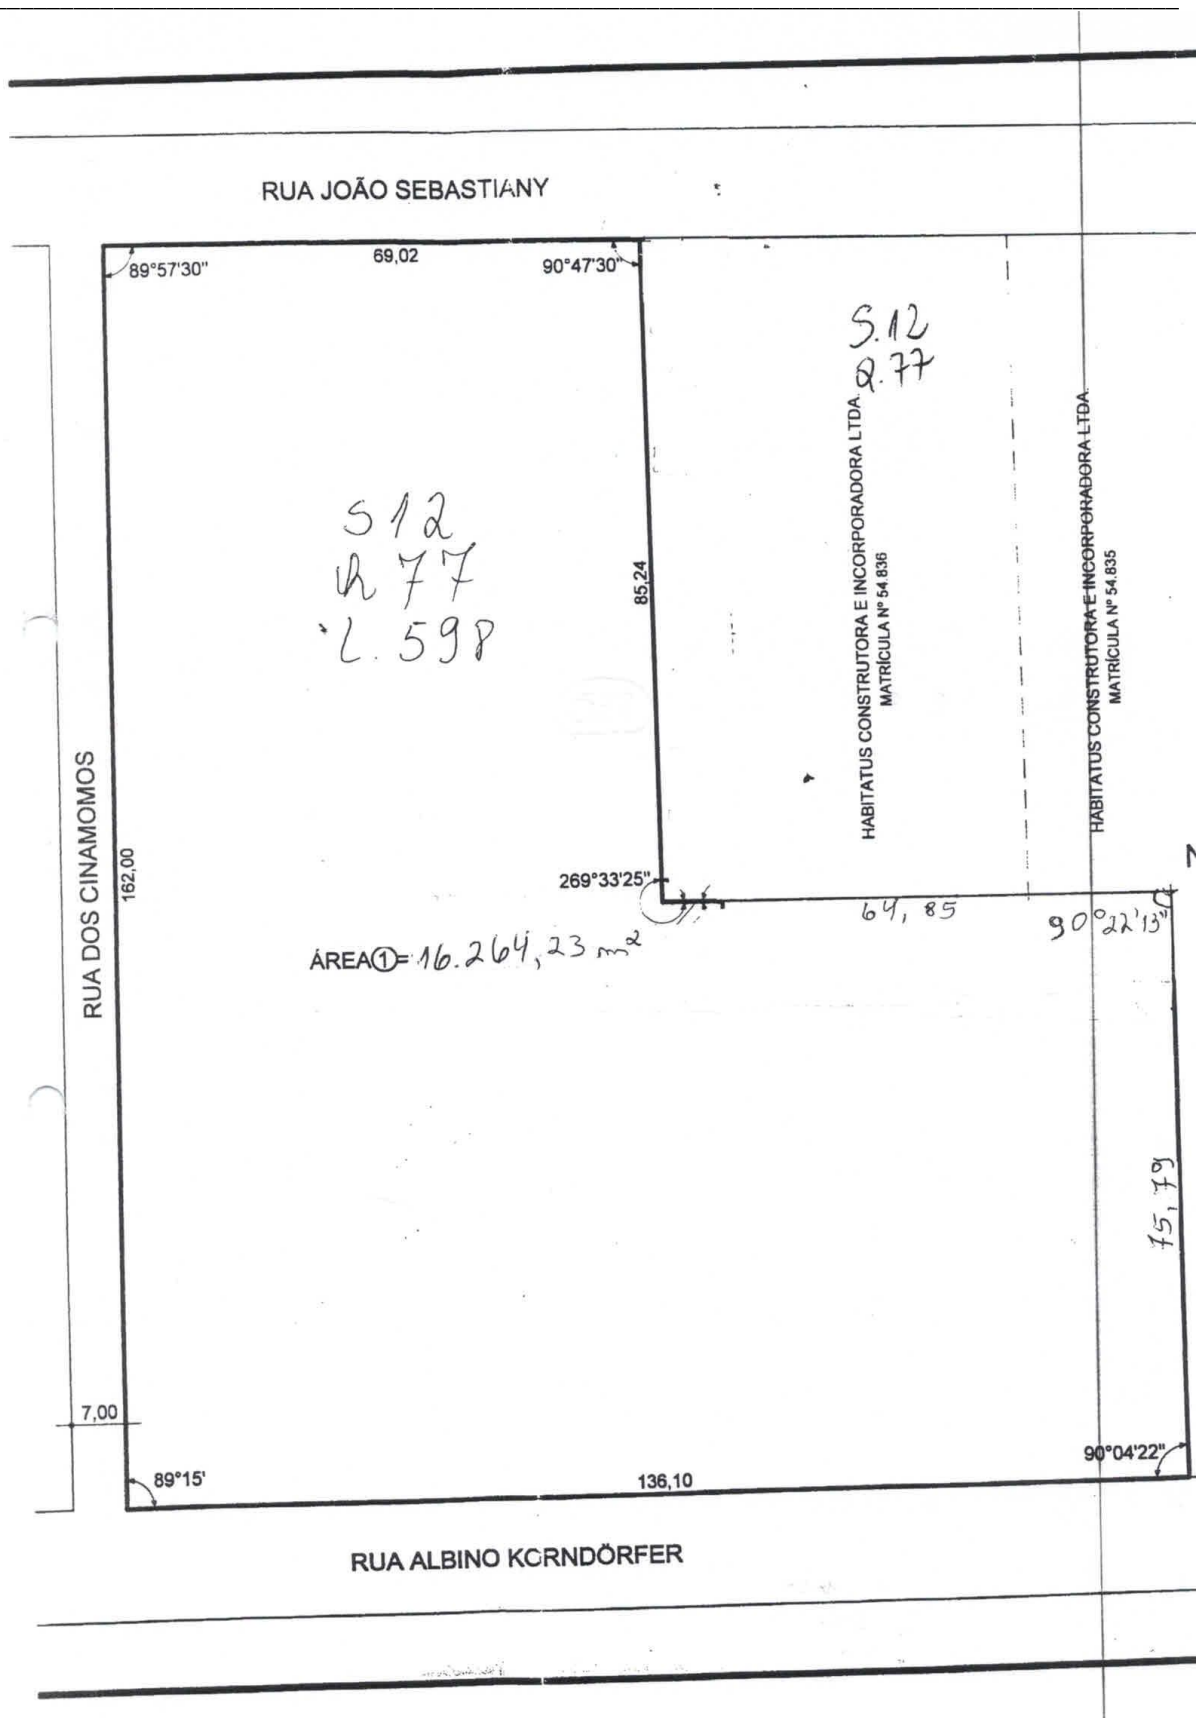 RUA JOÃO SEBASTIANY
89°57'30"
69,02
90°47'30"
S.12
Q.77
HABITATUS CONSTRUTORA E INCORPORADORA LTDA.
MATRÍCULA Nº 54.836
HABITATUS CONSTRUTORA E INCORPORADORA LTDA.
MATRÍCULA Nº 54.835
S 12
Q 77
L. 598
85,24
RUA DOS CINAMOMOS
162,00
269°33'25"
64,85
90°22'13"
ÁREA①= 16.264,23 m²
75,79
7,00
89°15'
136,10
90°04'22"
RUA ALBINO KORNDÖRFER